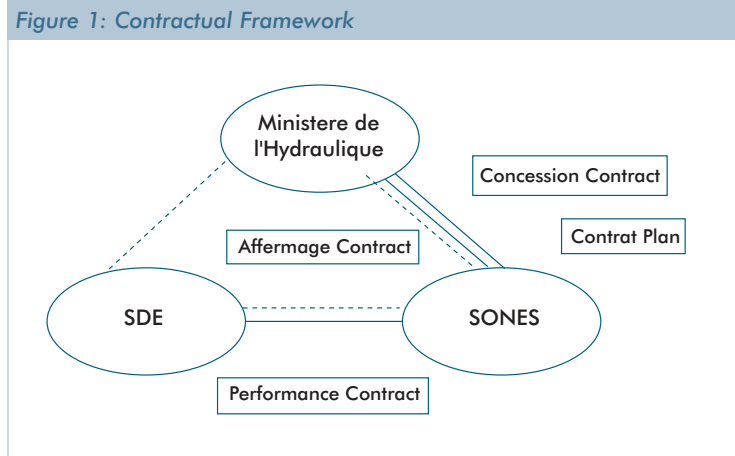 Figure 1: Contractual Framework
Ministere de
l'Hydraulique
Concession Contract
Contrat Plan
Affermage Contract
SDE
SONES
Performance Contract